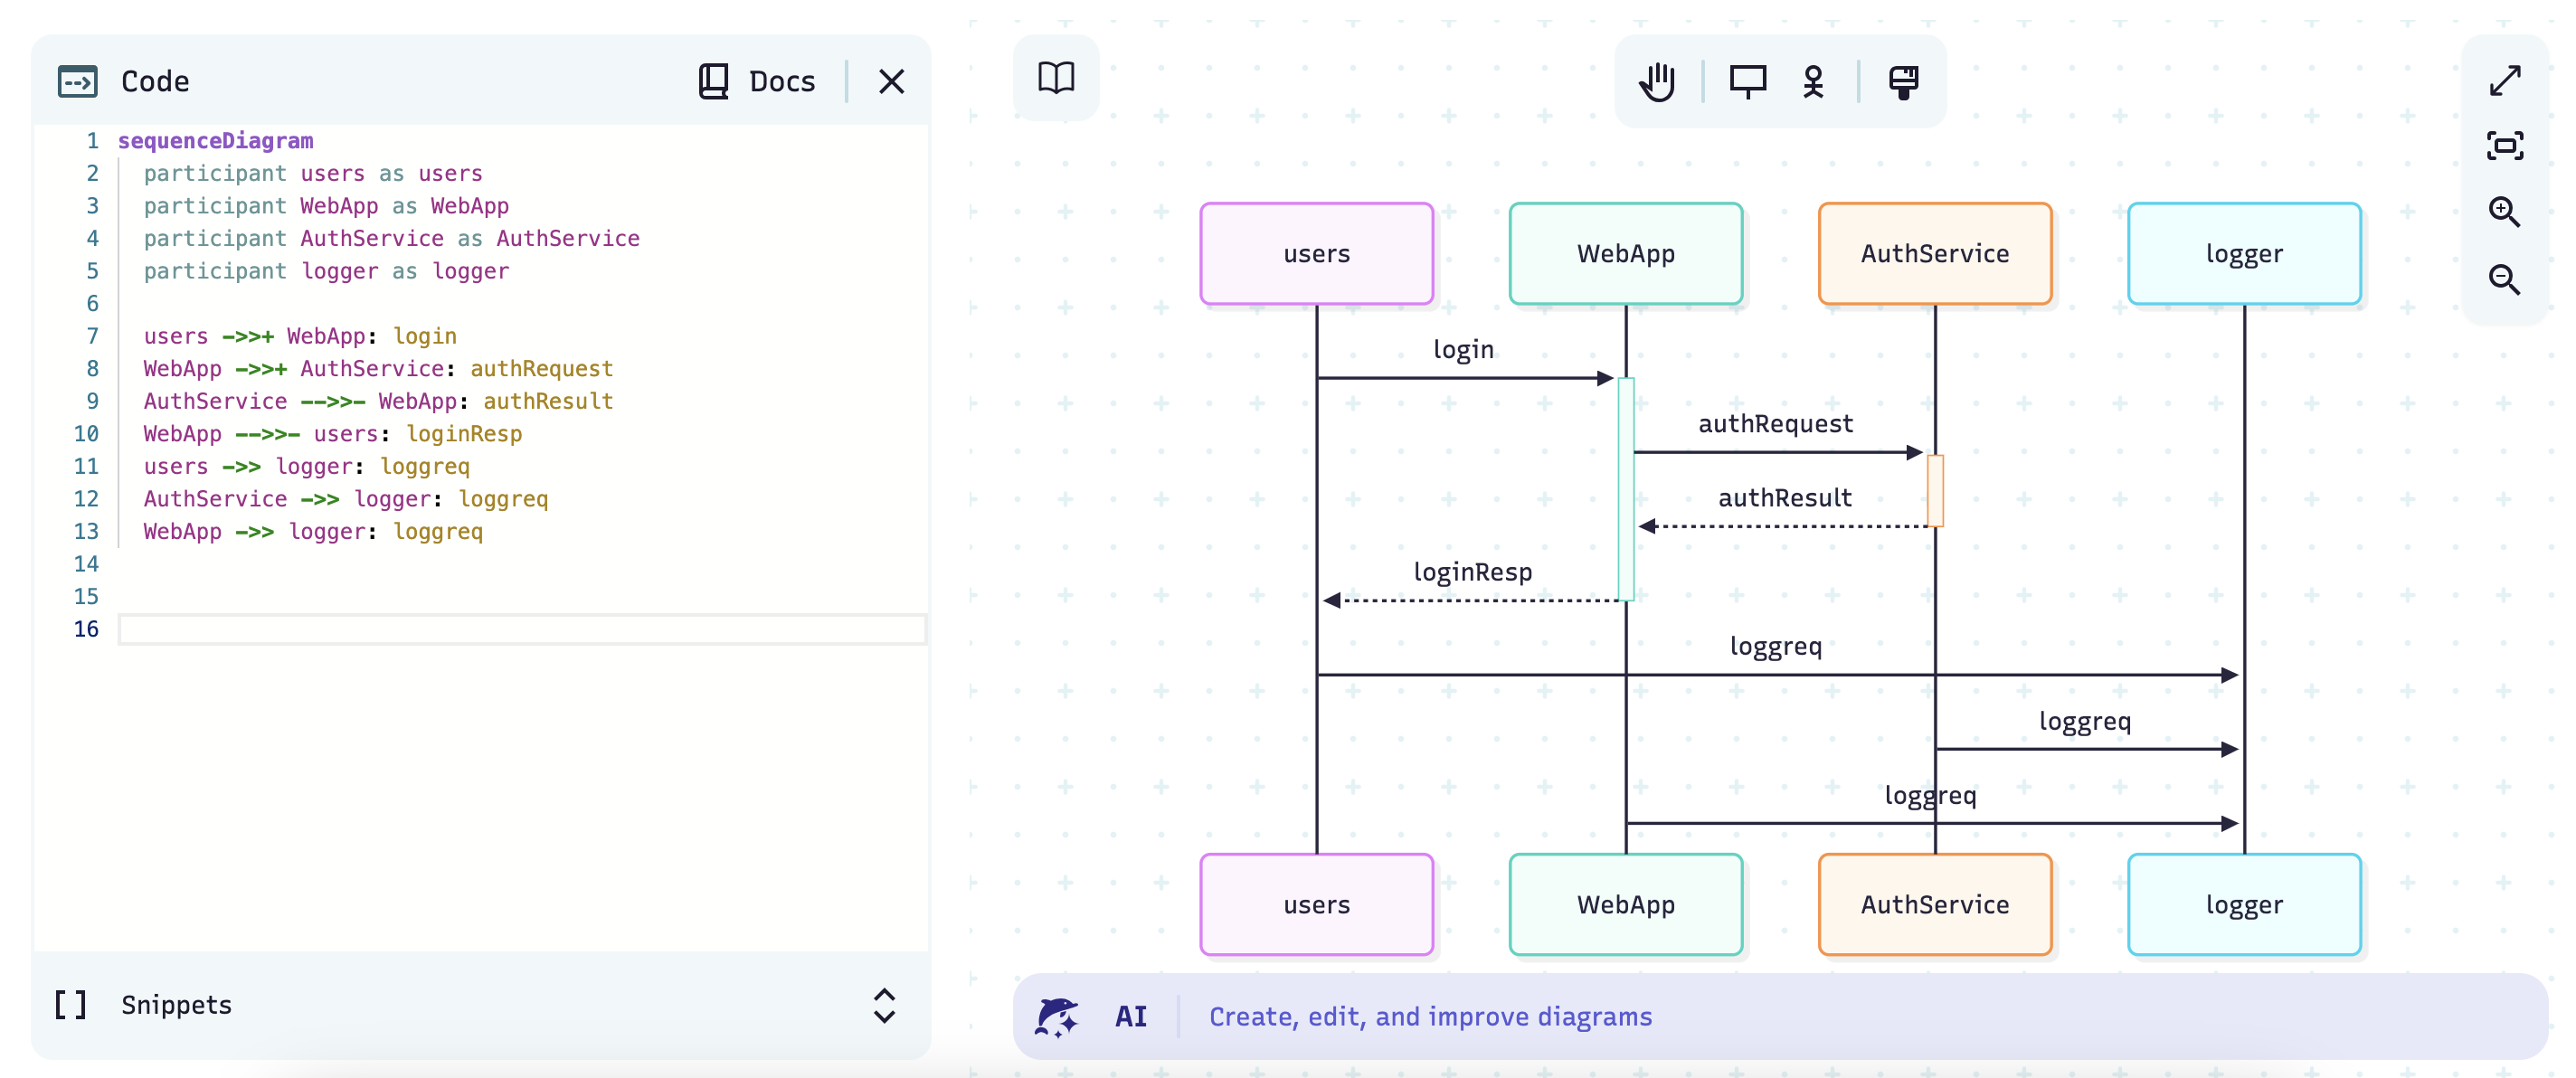 Code
Docs
1 sequenceDiagram
2 participant users as users
3 participant WebApp as WebApp
4 participant AuthService as AuthService
5 participant logger as logger
6
7 users ->>+ WebApp: login
8 WebApp ->>+ AuthService: authRequest
9 AuthService -->>- WebApp: authResult
10 WebApp -->>- users: loginResp
11 users ->> logger: loggreq
12 AuthService ->> logger: loggreq
13 WebApp ->> logger: loggreq
14
15
16
[] Snippets
users WebApp AuthService logger
login
authRequest
authResult
loginResp
loggreq
loggreq
loggreq
users WebApp AuthService logger
AI Create, edit, and improve diagrams